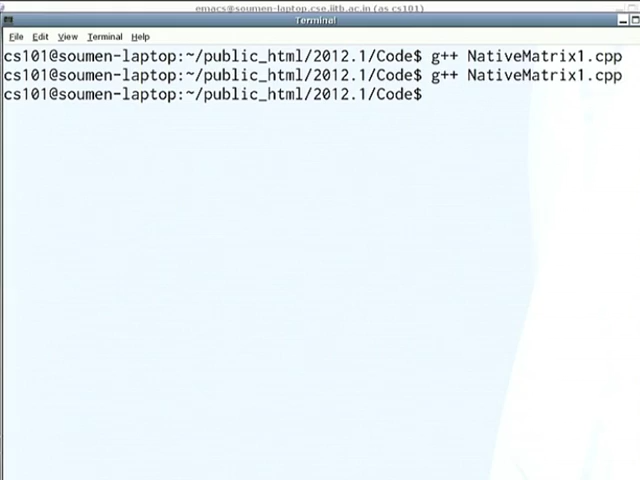 emacs@soumen-laptop.cse.iitb.ac.in (as cs101)
Terminal
File Edit View Terminal Help
cs101@soumen-laptop:~/public_html/2012.1/Code$ g++ NativeMatrix1.cpp
cs101@soumen-laptop:~/public_html/2012.1/Code$ g++ NativeMatrix1.cpp
cs101@soumen-laptop:~/public_html/2012.1/Code$